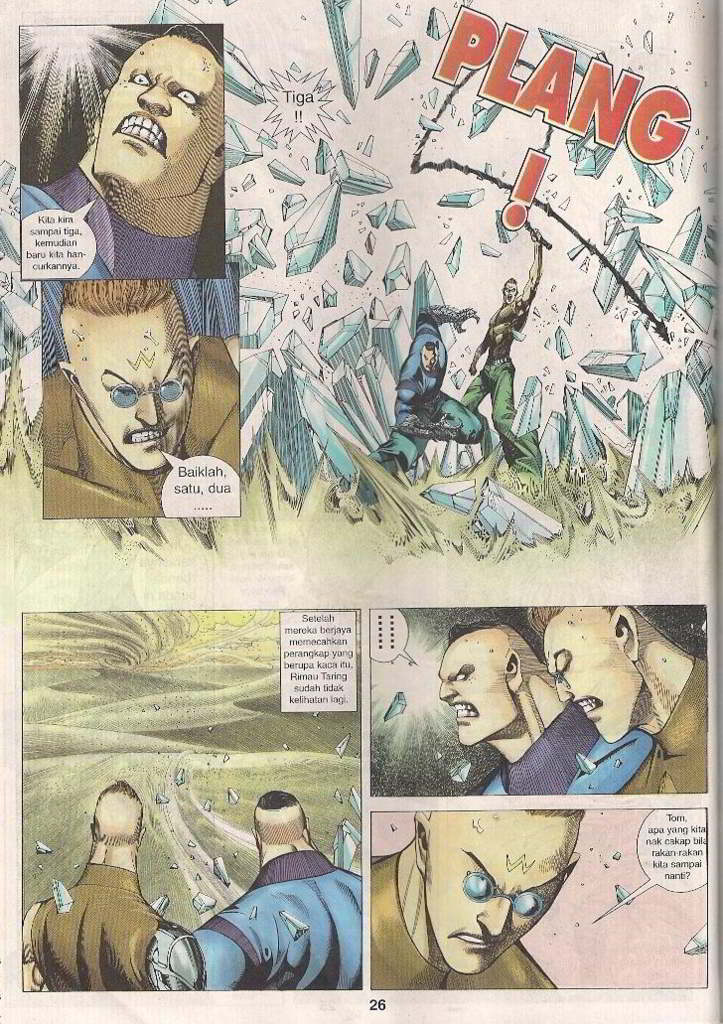 Kita kira
sampai tiga,
kemudian
baru kita han-
curkannya.
Baiklah,
satu, dua
.....
Tiga
!!
PLANG
!
Setelah
mereka berjaya
memecahkan
perangkap yang
berupa kaca itu,
Rimau Taring
sudah tidak
kelihatan lagi.
Tom,
apa yang kita
nak cakap bila
rakan-rakan
kita sampai
nanti?
26